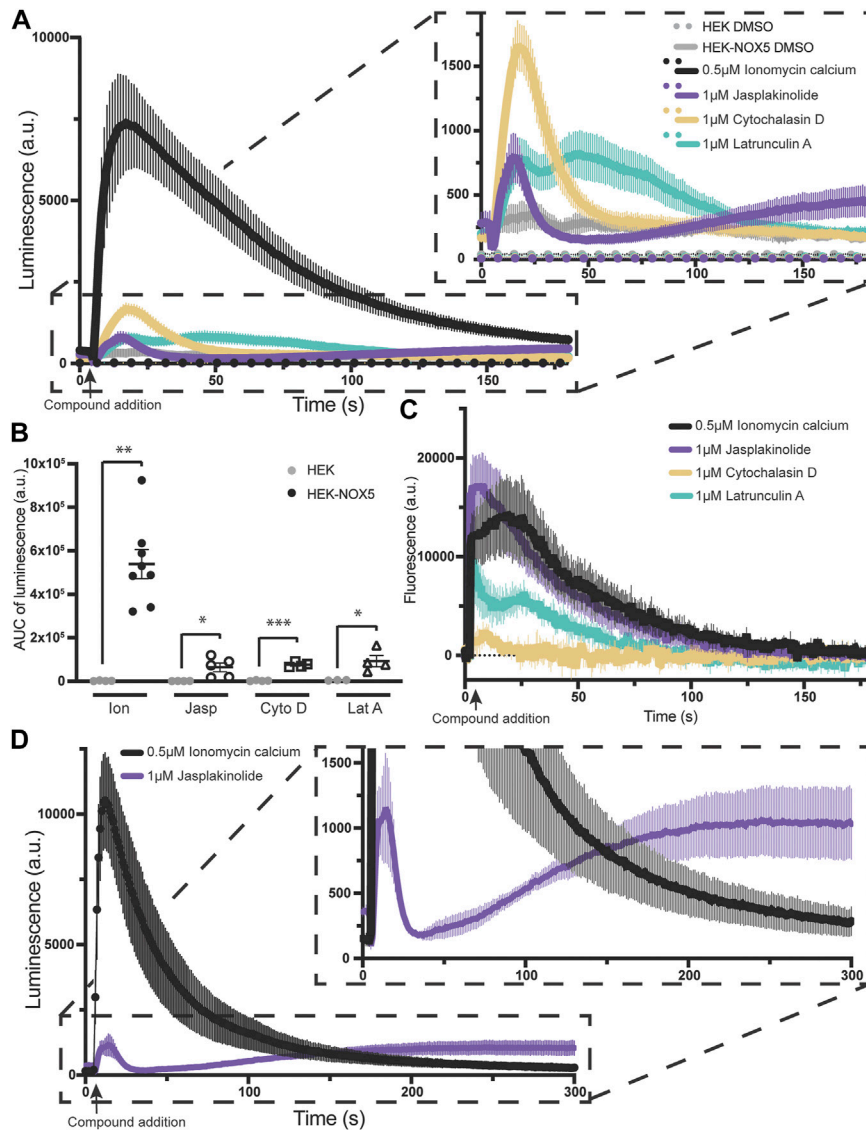 A
10000
5000
0
Luminescence (a.u.)
0 50 100 150
Compound addition
Time (s)
1500
1000
500
250
0
0 50 100 150
HEK DMSO
HEK-NOX5 DMSO
0.5µM Ionomycin calcium
1µM Jasplakinolide
1µM Cytochalasin D
1µM Latrunculin A
B
AUC of luminescence (a.u.)
10x10⁵
8x10⁵
6x10⁵
4x10⁵
2x10⁵
0
** * *** *
HEK
HEK-NOX5
Ion Jasp Cyto D Lat A
C
Fluorescence (a.u.)
20000
10000
0
0.5µM Ionomycin calcium
1µM Jasplakinolide
1µM Cytochalasin D
1µM Latrunculin A
0 50 100 150
Compound addition
Time (s)
D
0.5µM Ionomycin calcium
1µM Jasplakinolide
Luminescence (a.u.)
10000
5000
0
0 100 200 300
Compound addition
Time (s)
1500
1000
500
250
0
0 100 200 300